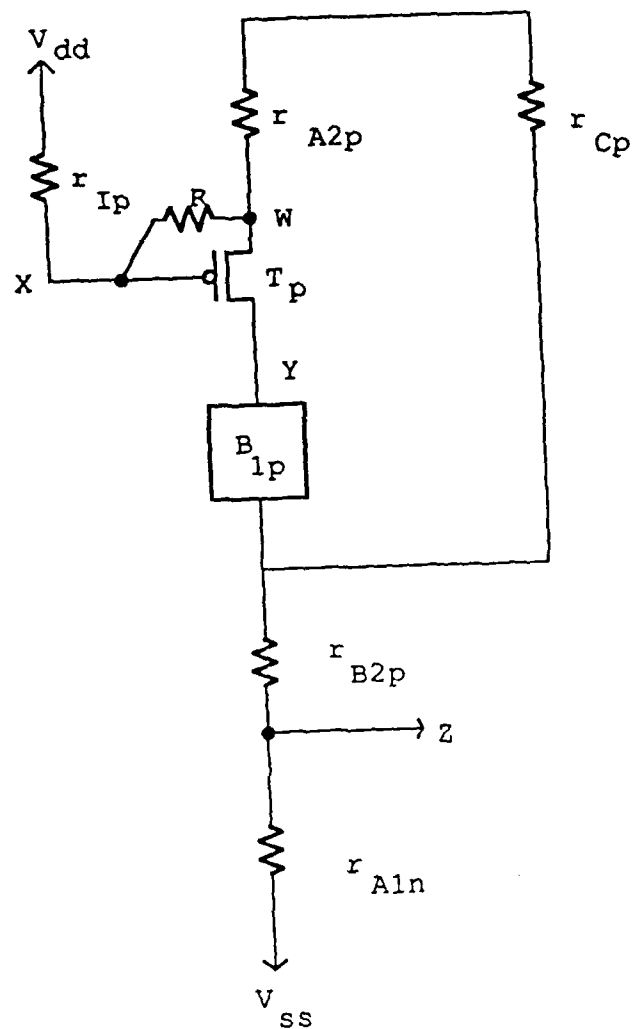 V dd
r A2p
r Cp
r Ip
R
W
X
T p
Y
B 1p
r B2p
Z
r A1n
V ss